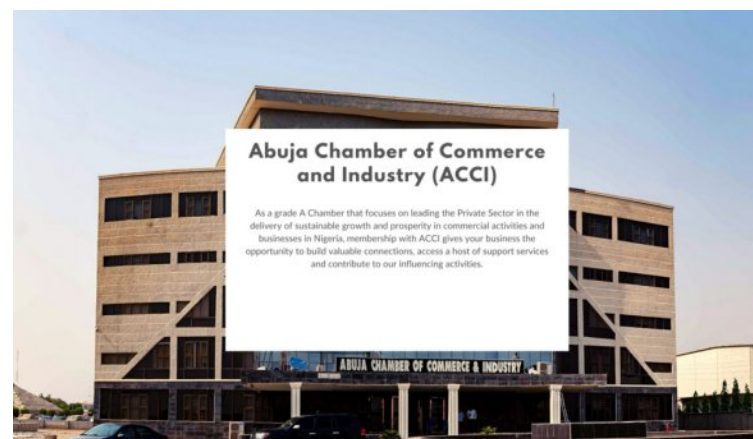 Abuja Chamber of Commerce
and Industry (ACCI)
As a grade A Chamber that focuses on leading the Private Sector in the
delivery of sustainable growth and prosperity in commercial activities and
businesses in Nigeria, membership with ACCI gives your business the
opportunity to build valuable connections, access a host of support services
and contribute to our influencing activities.
ABUJA CHAMBER OF COMMERCE & INDUSTRY